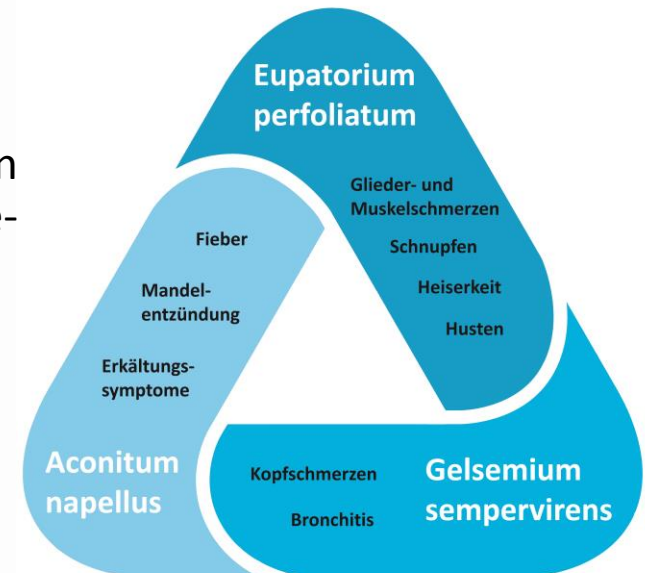 Eupatorium
perfoliatum
Glieder- und
Muskelschmerzen
Schnupfen
Heiserkeit
Husten
Fieber
Mandel-
entzündung
Erkältungs-
symptome
Aconitum
napellus
Kopfschmerzen
Bronchitis
Gelsemium
sempervirens